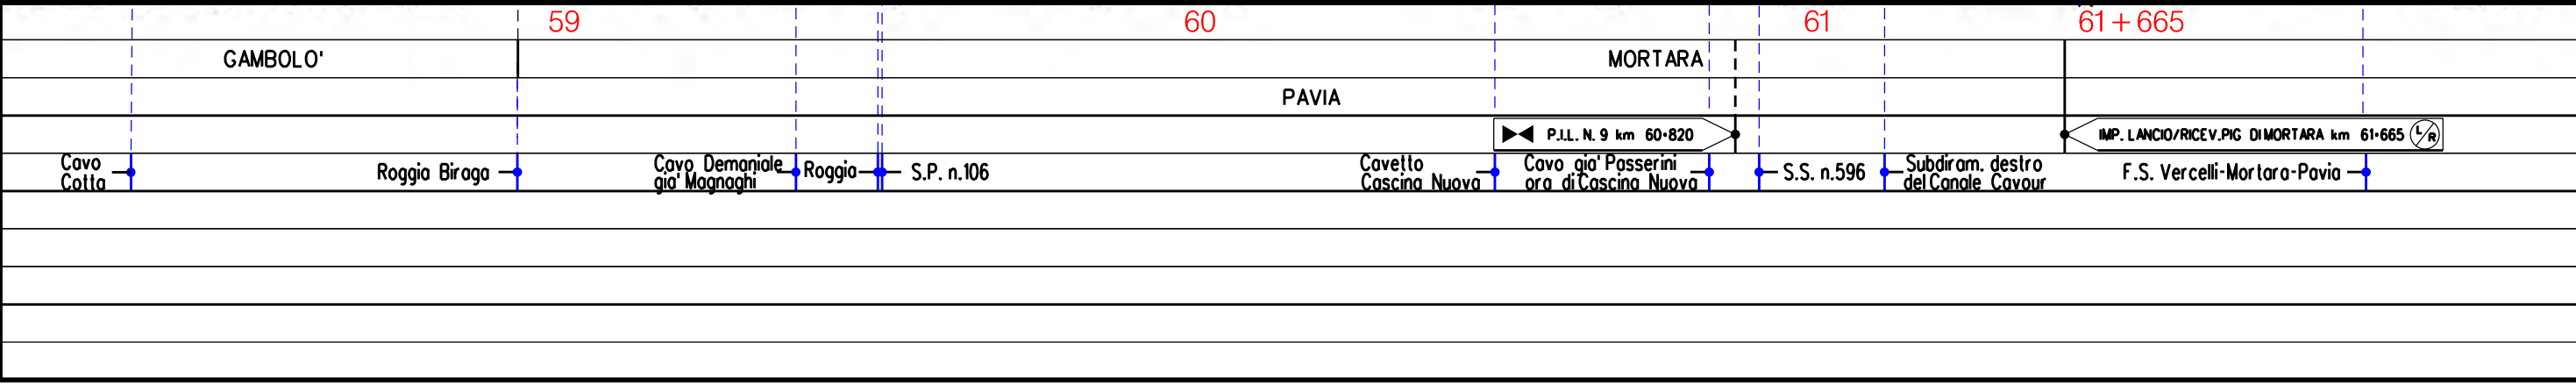 59 60 61 61+665
GAMBOLO' MORTARA
PAVIA
P.I.L. N. 9 km 60+820 IMP. LANCIO/RICEV.PIG DI MORTARA km 61+665 L/R
Cavo
Cotta
Roggia Biraga
Cavo Demaniale
gia' Magnaghi
Roggia
S.P. n.106
Cavetto
Cascina Nuova
Cavo gia' Passerini
ora di Cascina Nuova
S.S. n.596
Subdiram. destro
del Canale Cavour
F.S. Vercelli-Mortara-Pavia